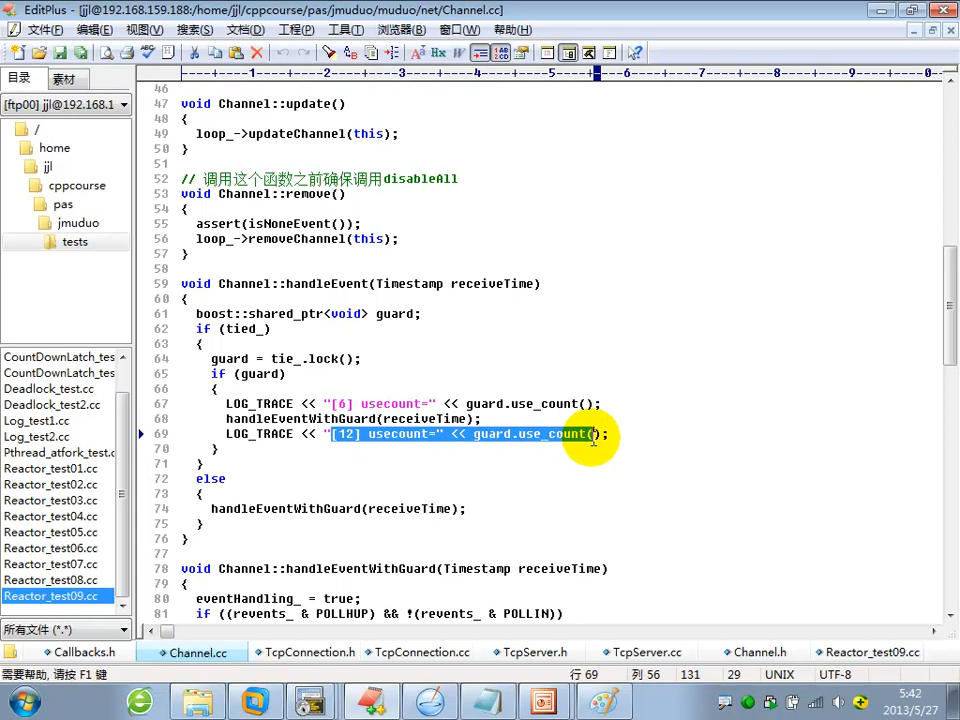 EditPlus - [jjl@192.168.159.188:/home/jjl/cppcourse/pas/jmuduo/muduo/net/Channel.cc]
文件(F) 编辑(E) 视图(V) 搜索(S) 文档(D) 工程(P) 工具(T) 浏览器(B) 窗口(W) 帮助(H)
目录 素材
[ftp00] jjl@192.168.1
/
home
jjl
cppcourse
pas
jmuduo
tests
CountDownLatch_tes
CountDownLatch_tes
Deadlock_test.cc
Deadlock_test2.cc
Log_test1.cc
Log_test2.cc
Pthread_atfork_test.c
Reactor_test01.cc
Reactor_test02.cc
Reactor_test03.cc
Reactor_test04.cc
Reactor_test05.cc
Reactor_test06.cc
Reactor_test07.cc
Reactor_test08.cc
Reactor_test09.cc
所有文件 (*.*)
----+----1----+----2----+----3----+----4----+----5----+----6----+----7----+----8----+----9----+----0--
46
47 void Channel::update()
48 {
49 loop_->updateChannel(this);
50 }
51
52 // 调用这个函数之前确保调用disableAll
53 void Channel::remove()
54 {
55 assert(isNoneEvent());
56 loop_->removeChannel(this);
57 }
58
59 void Channel::handleEvent(Timestamp receiveTime)
60 {
61 boost::shared_ptr<void> guard;
62 if (tied_)
63 {
64 guard = tie_.lock();
65 if (guard)
66 {
67 LOG_TRACE << "[6] usecount=" << guard.use_count();
68 handleEventWithGuard(receiveTime);
69 LOG_TRACE << "[12] usecount=" << guard.use_count();
70 }
71 }
72 else
73 {
74 handleEventWithGuard(receiveTime);
75 }
76 }
77
78 void Channel::handleEventWithGuard(Timestamp receiveTime)
79 {
80 eventHandling_ = true;
81 if ((revents_ & POLLHUP) && !(revents_ & POLLIN))
Callbacks.h Channel.cc TcpConnection.h TcpConnection.cc TcpServer.h TcpServer.cc Channel.h Reactor_test09.cc
需要帮助, 请按 F1 键 行 69 列 56 131 29 UNIX UTF-8
5:42
2013/5/27